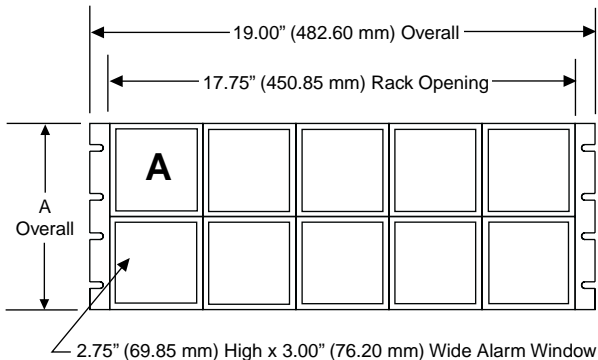 19.00” (482.60 mm) Overall
17.75” (450.85 mm) Rack Opening
A
A
Overall
2.75” (69.85 mm) High x 3.00” (76.20 mm) Wide Alarm Window